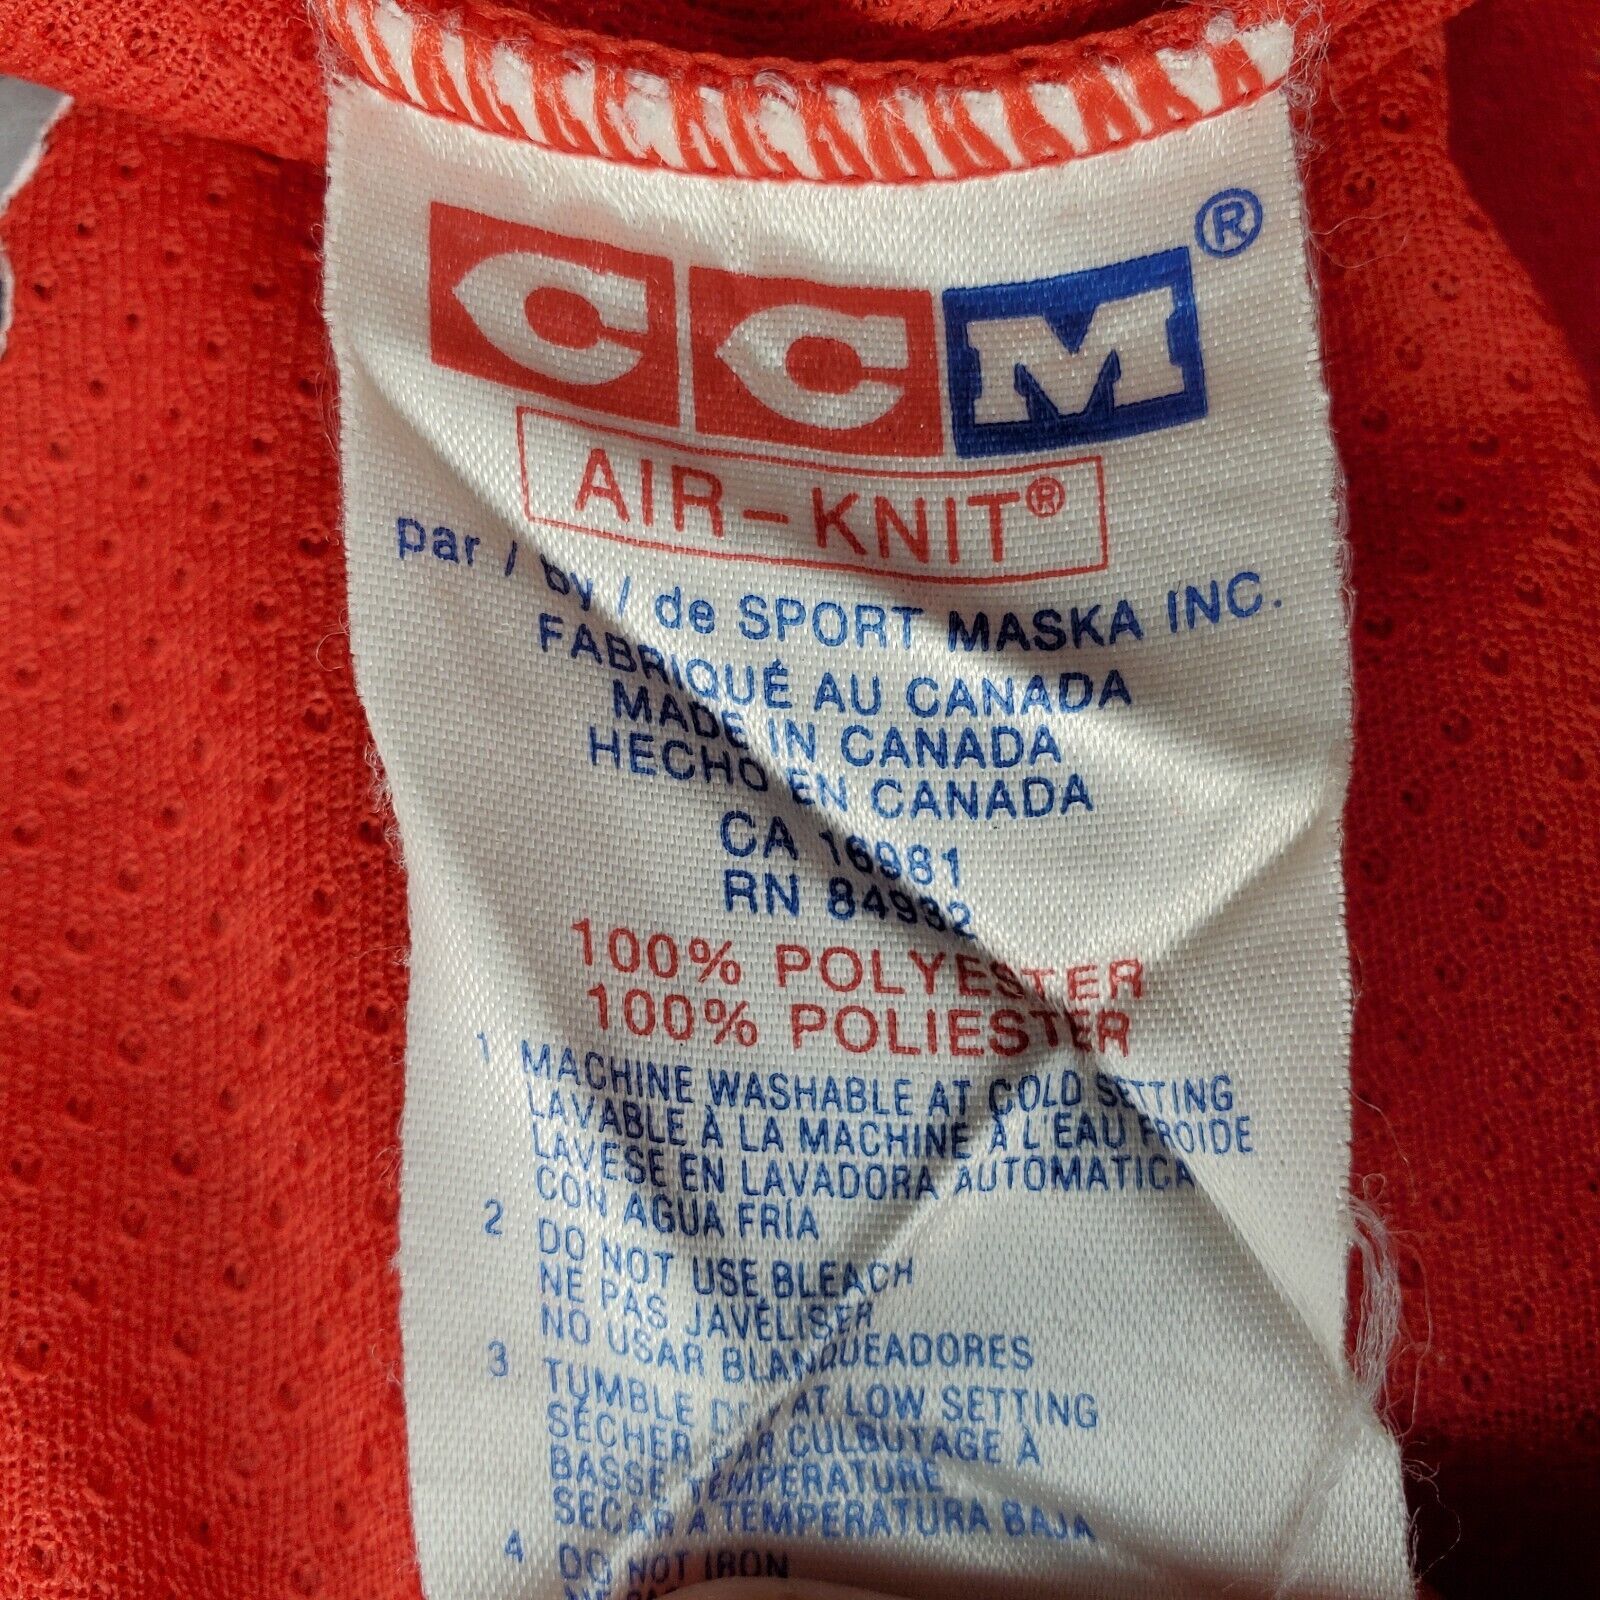 CCM®
AIR-KNIT®
par / by / de SPORT MASKA INC.
FABRIQUÉ AU CANADA
MADE IN CANADA
HECHO EN CANADA
CA 16981
RN 84932
100% POLYESTER
100% POLIESTER
1 MACHINE WASHABLE AT COLD SETTING
LAVABLE À LA MACHINE À L'EAU FROIDE
LAVESE EN LAVADORA AUTOMATICA
CON AGUA FRÍA
2 DO NOT USE BLEACH
NE PAS JAVÉLISER
NO USAR BLANQUEADORES
3 TUMBLE DRY AT LOW SETTING
SÉCHER PAR CULBUTAGE À
BASSE TEMPERATURE
SECAR A TEMPERATURA BAJA
4 DO NOT IRON